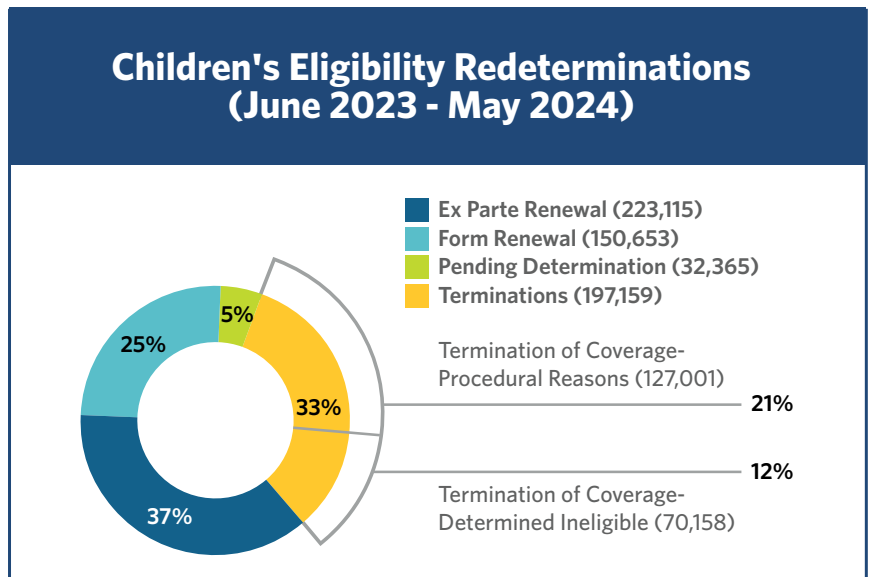 Children's Eligibility Redeterminations
(June 2023 - May 2024)
Ex Parte Renewal (223,115)
Form Renewal (150,653)
Pending Determination (32,365)
Terminations (197,159)
5%
25%
33%
37%
Termination of Coverage-
Procedural Reasons (127,001)
21%
12%
Termination of Coverage-
Determined Ineligible (70,158)